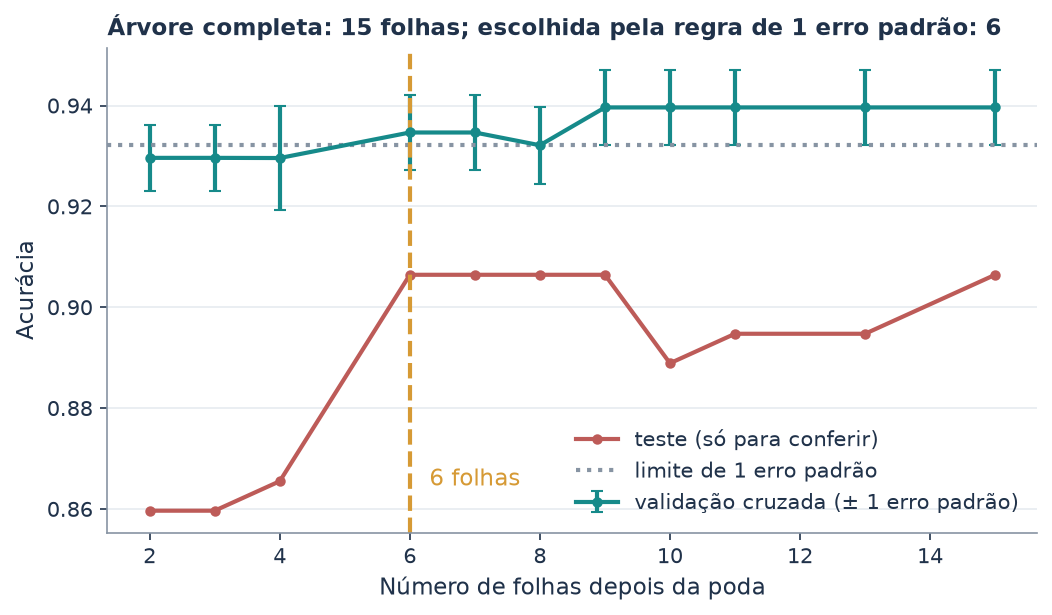 Árvore completa: 15 folhas; escolhida pela regra de 1 erro padrão: 6
Acurácia
0.94
0.92
0.90
0.88
0.86
6 folhas
teste (só para conferir)
limite de 1 erro padrão
validação cruzada (± 1 erro padrão)
2 4 6 8 10 12 14
Número de folhas depois da poda